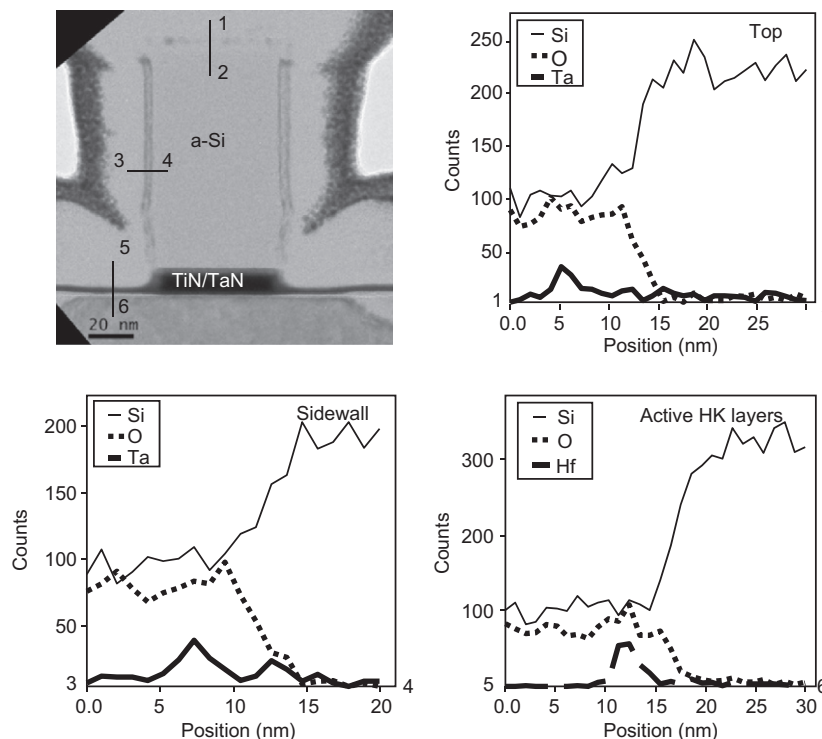 1
2
a-Si
3
4
5
6
TiN/TaN
20 nm
Top
Si
O
Ta
250
200
150
100
50
1
0.0
5
10
15
20
25
Counts
Position (nm)
Sidewall
Si
O
Ta
200
150
100
50
3
0.0
5
10
15
20
4
Counts
Position (nm)
Active HK layers
Si
O
Hf
300
200
100
5
0.0
5
10
15
20
25
30
6
Counts
Position (nm)